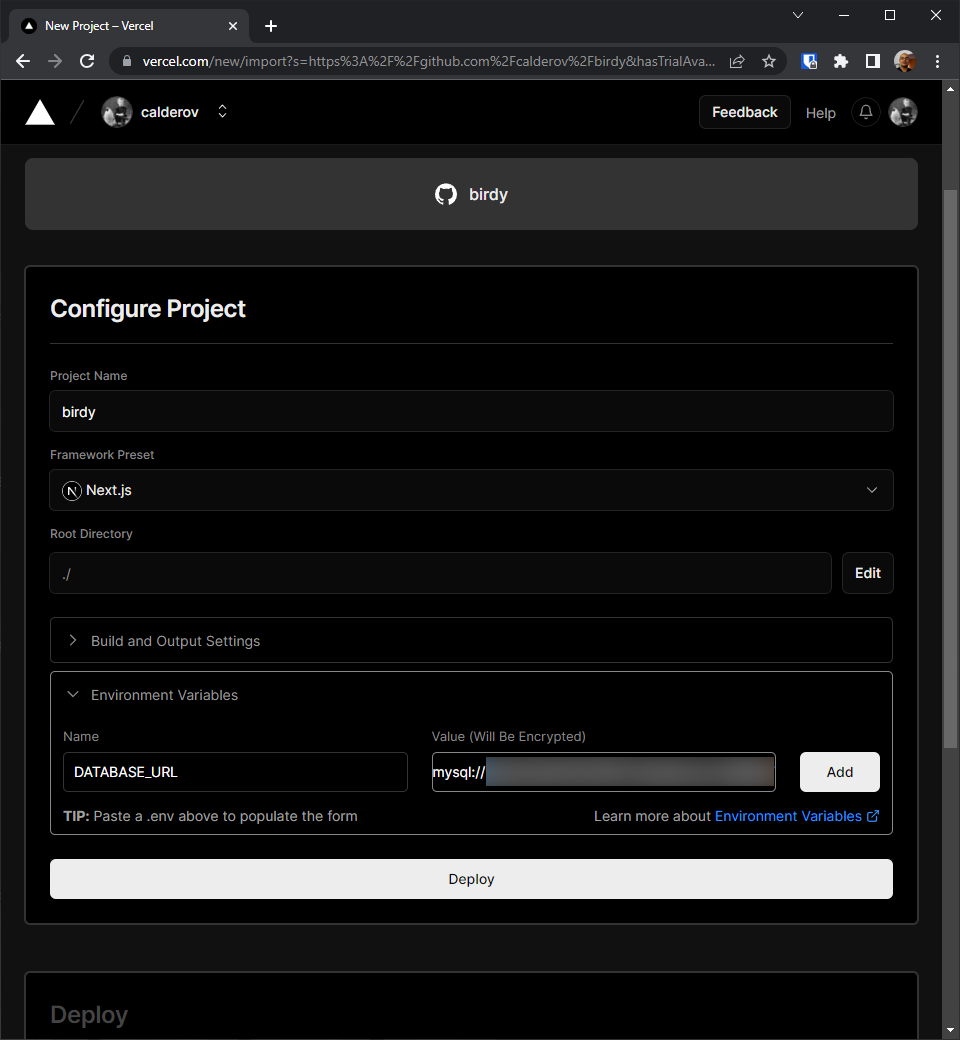 New Project – Vercel
vercel.com/new/import?s=https%3A%2F%2Fgithub.com%2Fcalderov%2Fbirdy&hasTrialAva...
calderov
Feedback
Help
birdy
Configure Project
Project Name
birdy
Framework Preset
N Next.js
Root Directory
./
Edit
Build and Output Settings
Environment Variables
Name
Value (Will Be Encrypted)
DATABASE_URL
mysql://
Add
TIP: Paste a .env above to populate the form
Learn more about Environment Variables
Deploy
Deploy